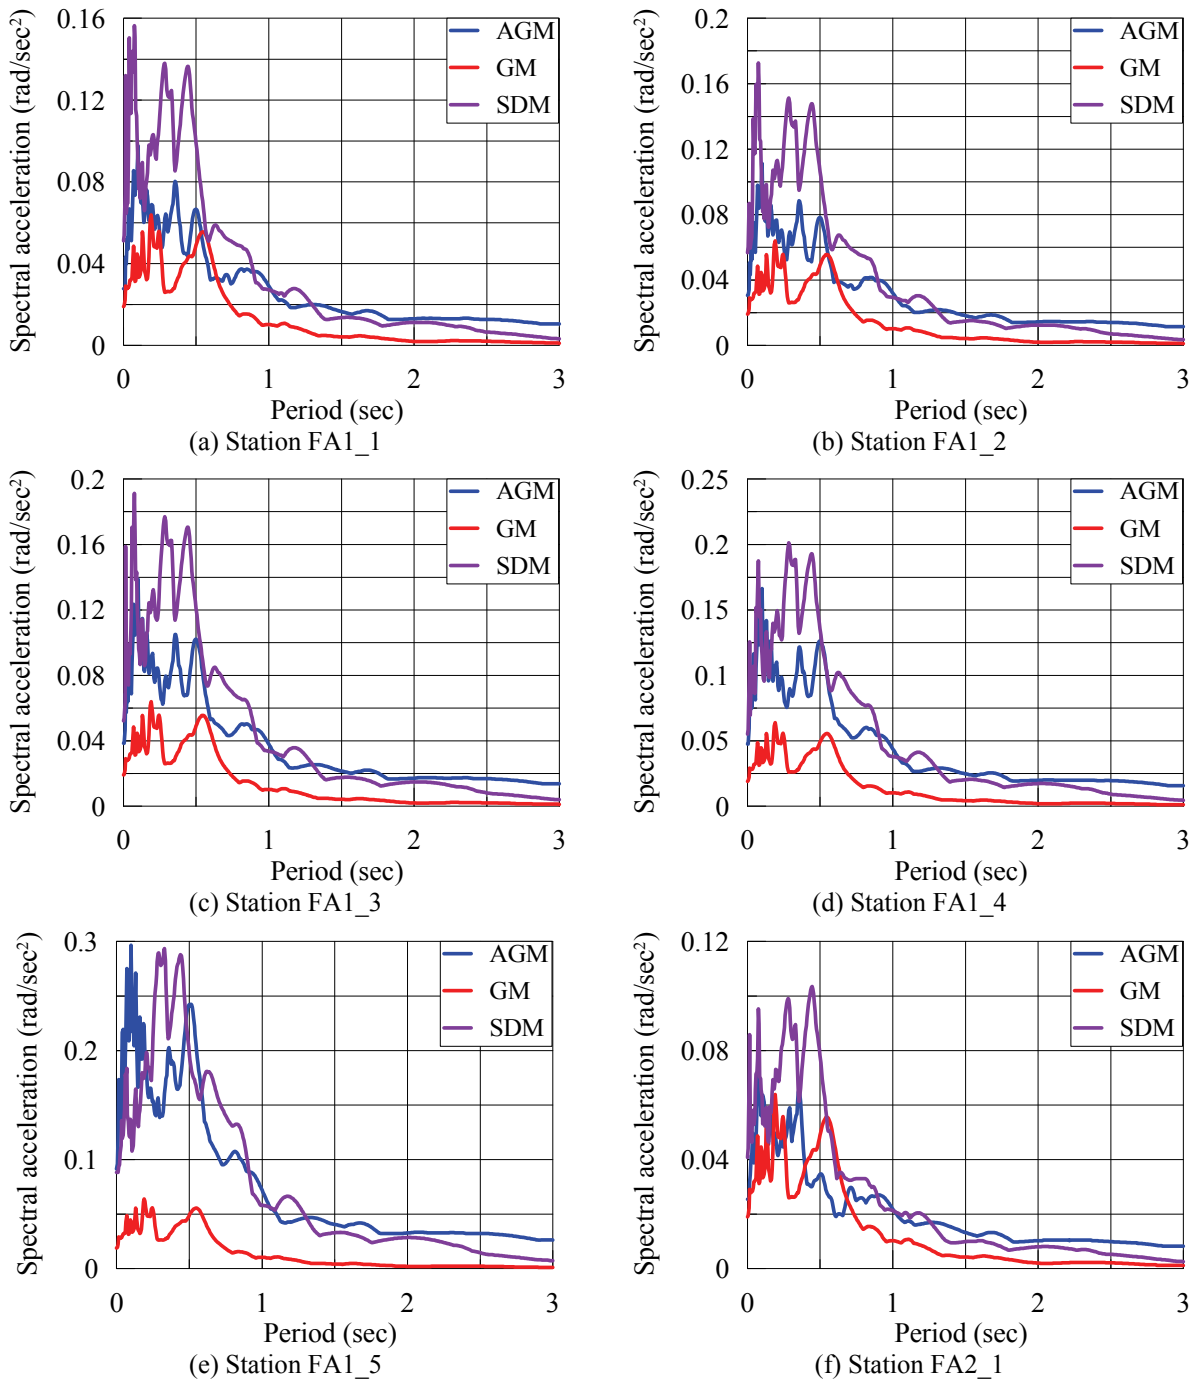 Spectral acceleration (rad/sec²)
0.16
0.12
0.08
0.04
0
AGM
GM
SDM
0 1 2 3
Period (sec)
(a) Station FA1_1
Spectral acceleration (rad/sec²)
0.2
0.16
0.12
0.08
0.04
0
AGM
GM
SDM
0 1 2 3
Period (sec)
(b) Station FA1_2
Spectral acceleration (rad/sec²)
0.2
0.16
0.12
0.08
0.04
0
AGM
GM
SDM
0 1 2 3
Period (sec)
(c) Station FA1_3
Spectral acceleration (rad/sec²)
0.25
0.2
0.15
0.1
0.05
0
AGM
GM
SDM
0 1 2 3
Period (sec)
(d) Station FA1_4
Spectral acceleration (rad/sec²)
0.3
0.2
0.1
0
AGM
GM
SDM
0 1 2 3
Period (sec)
(e) Station FA1_5
Spectral acceleration (rad/sec²)
0.12
0.08
0.04
0
AGM
GM
SDM
0 1 2 3
Period (sec)
(f) Station FA2_1